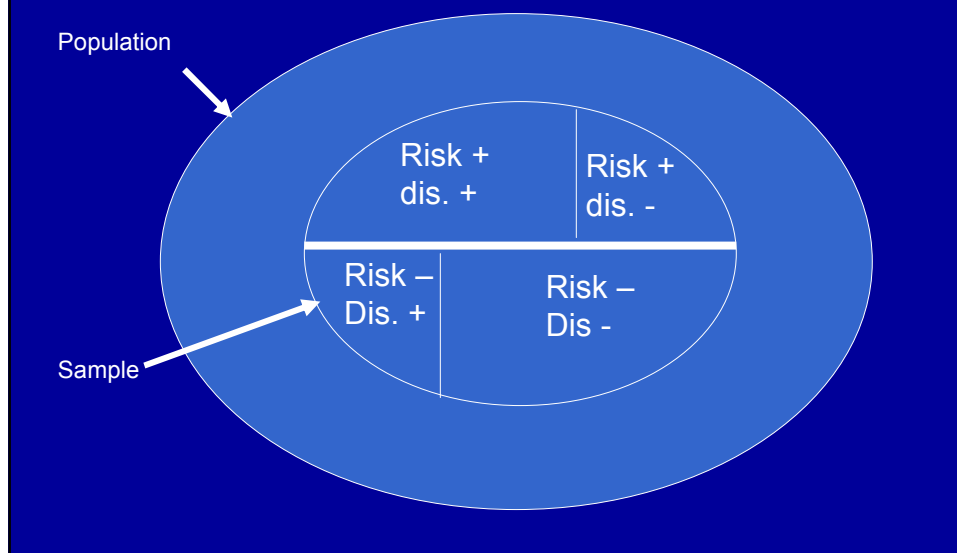 Population
Risk +
dis. +
Risk +
dis. -
Risk –
Dis. +
Risk –
Dis -
Sample